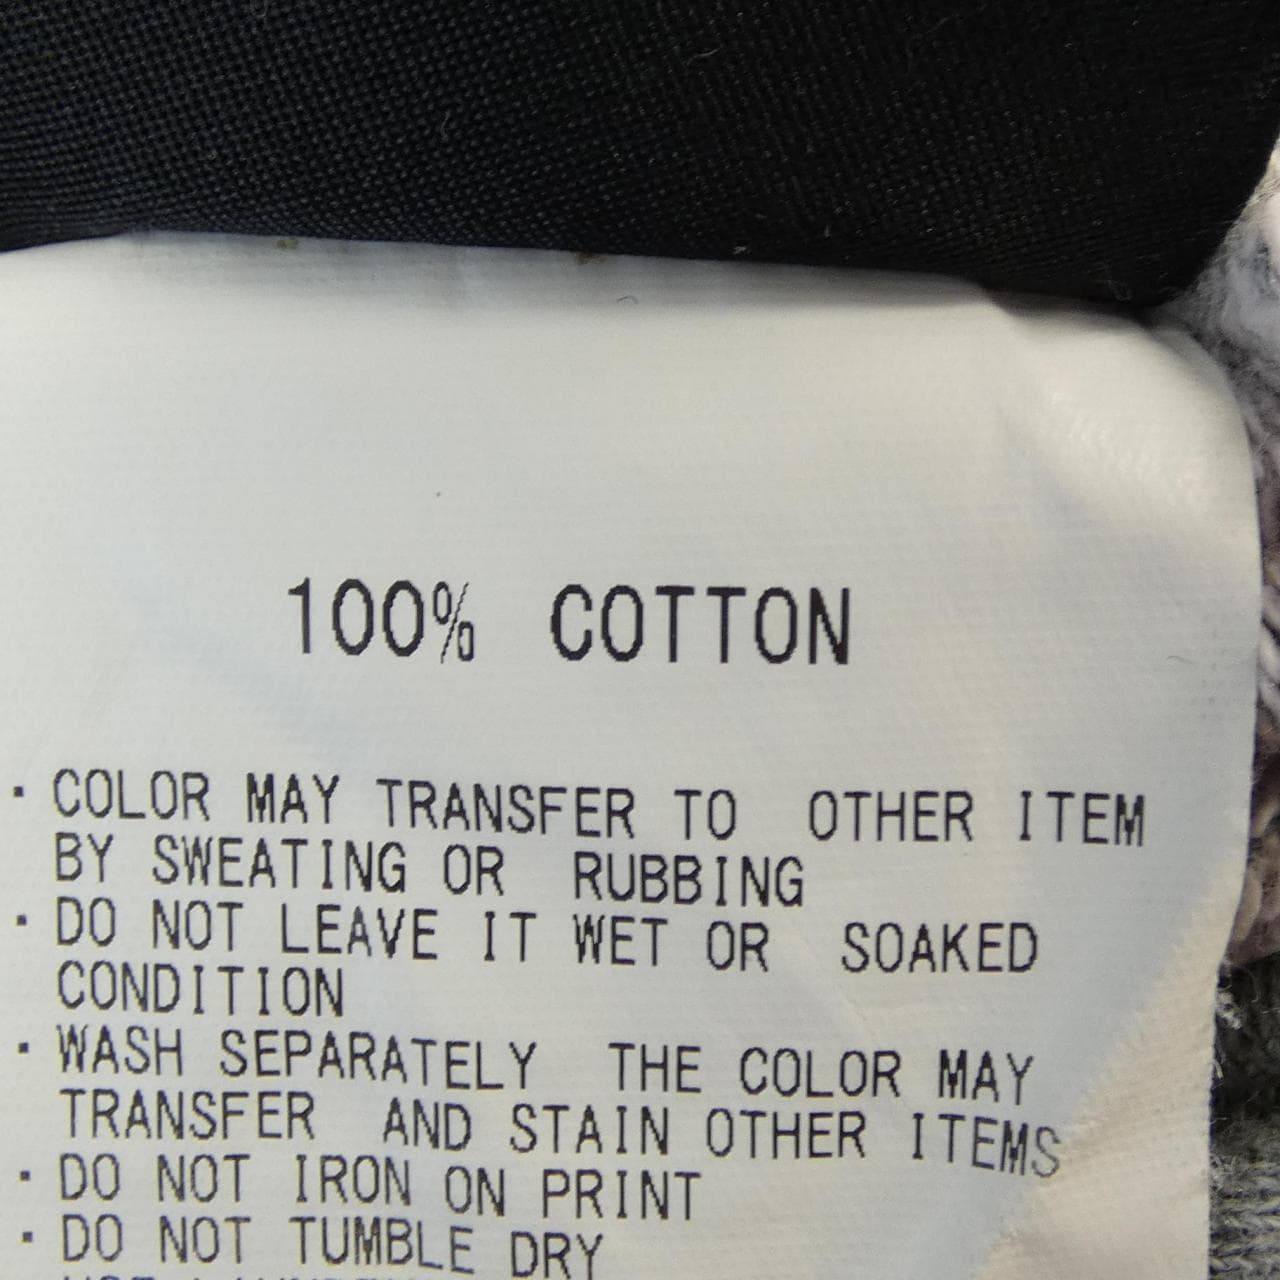 100% COTTON
· COLOR MAY TRANSFER TO OTHER ITEM
BY SWEATING OR RUBBING
· DO NOT LEAVE IT WET OR SOAKED
CONDITION
· WASH SEPARATELY THE COLOR MAY
TRANSFER AND STAIN OTHER ITEMS
· DO NOT IRON ON PRINT
· DO NOT TUMBLE DRY